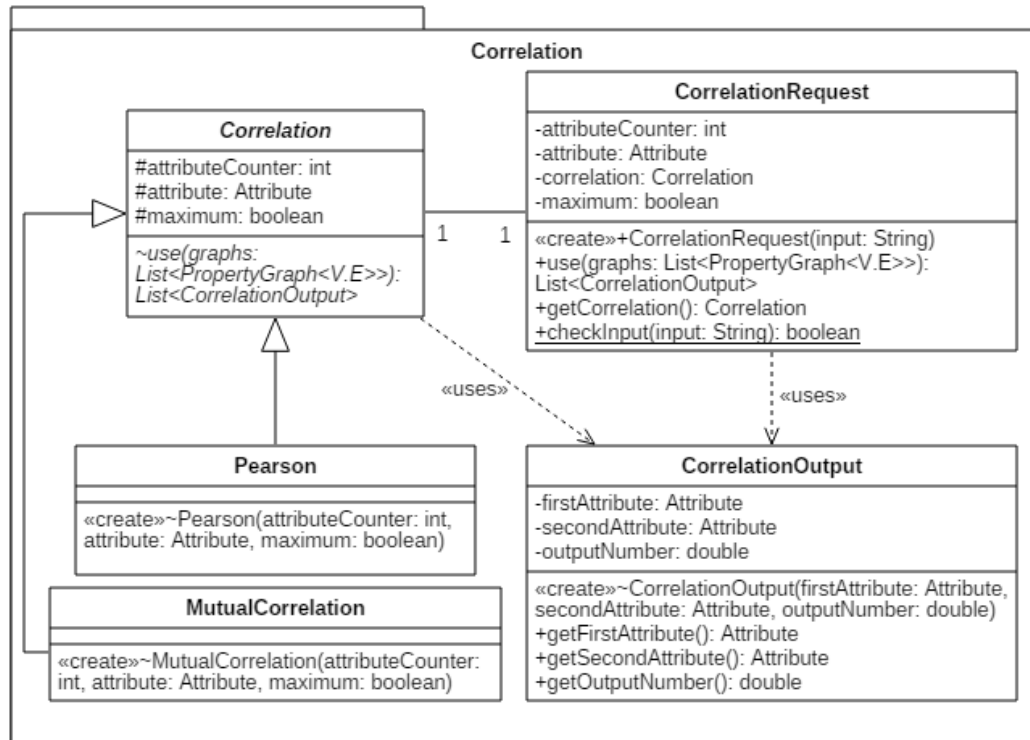 Correlation
Correlation
#attributeCounter: int
#attribute: Attribute
#maximum: boolean
~use(graphs:
List<PropertyGraph<V.E>>):
List<CorrelationOutput>
1
1
CorrelationRequest
-attributeCounter: int
-attribute: Attribute
-correlation: Correlation
-maximum: boolean
«create»+CorrelationRequest(input: String)
+use(graphs: List<PropertyGraph<V.E>>):
List<CorrelationOutput>
+getCorrelation(): Correlation
+checkInput(input: String): boolean
«uses»
«uses»
Pearson
«create»~Pearson(attributeCounter: int,
attribute: Attribute, maximum: boolean)
MutualCorrelation
«create»~MutualCorrelation(attributeCounter:
int, attribute: Attribute, maximum: boolean)
CorrelationOutput
-firstAttribute: Attribute
-secondAttribute: Attribute
-outputNumber: double
«create»~CorrelationOutput(firstAttribute: Attribute,
secondAttribute: Attribute, outputNumber: double)
+getFirstAttribute(): Attribute
+getSecondAttribute(): Attribute
+getOutputNumber(): double